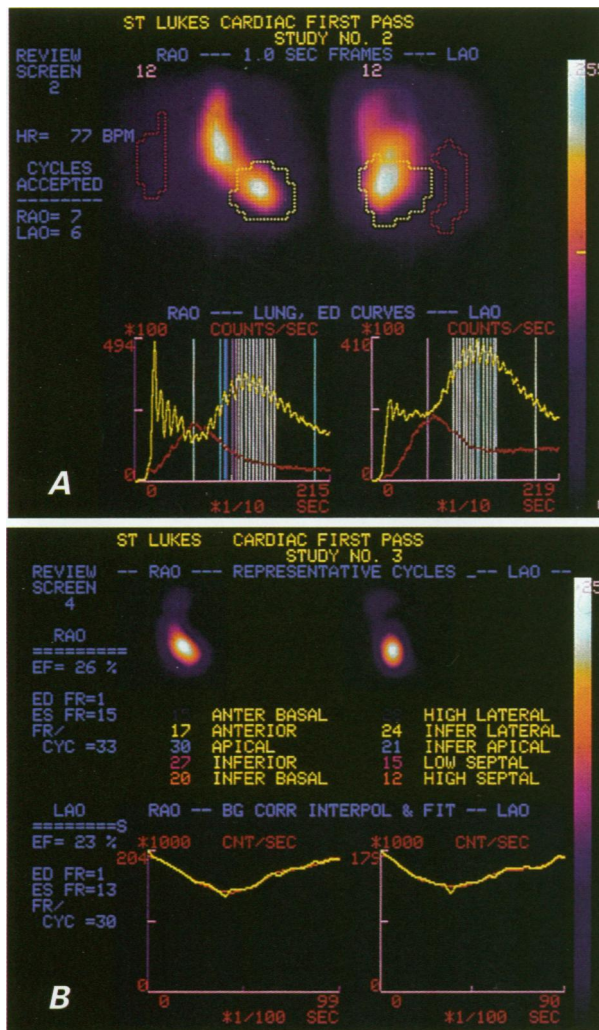 ST LUKES CARDIAC FIRST PASS
STUDY NO. 2
REVIEW SCREEN 2
RAO --- 1.0 SEC FRAMES --- LAO
12 12
255
HR= 77 BPM
CYCLES ACCEPTED
--------
RAO= 7
LAO= 6
RAO --- LUNG, ED CURVES --- LAO
*100 COUNTS/SEC *100 COUNTS/SEC
494 410
0 0
0 215 0 219
*1/10 SEC *1/10 SEC
A
ST LUKES CARDIAC FIRST PASS
STUDY NO. 3
REVIEW SCREEN 4
-- RAO --- REPRESENTATIVE CYCLES _-- LAO --
RAO
=========
EF= 26 %
ED FR=1
ES FR=15
FR/
CYC =33
ANTER BASAL HIGH LATERAL
17 ANTERIOR 24 INFER LATERAL
30 APICAL 21 INFER APICAL
27 INFERIOR 15 LOW SEPTAL
20 INFER BASAL 12 HIGH SEPTAL
LAO
========S
EF= 23 %
ED FR=1
ES FR=13
FR/
CYC =30
RAO -- BG CORR INTERPOL & FIT -- LAO
*1000 CNT/SEC *1000 CNT/SEC
204 179
0 0
0 99 0 90
*1/100 SEC *1/100 SEC
B